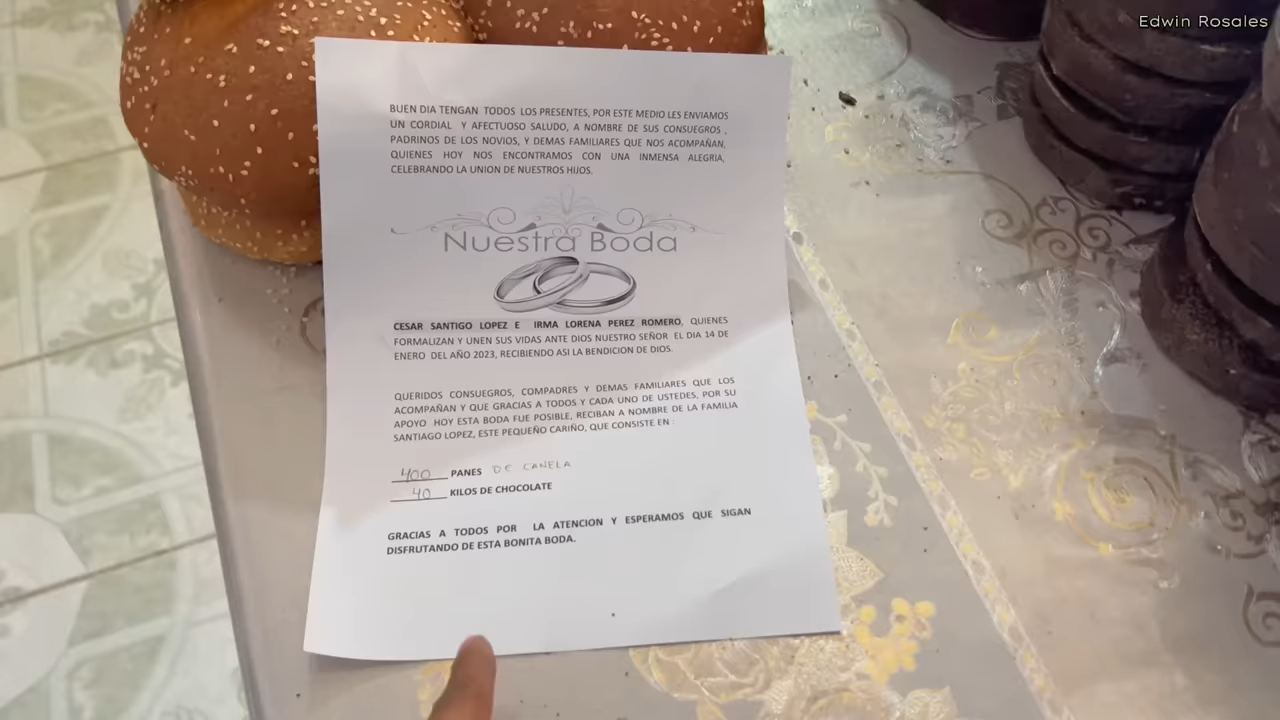 Edwin Rosales
BUEN DIA TENGAN TODOS LOS PRESENTES, POR ESTE MEDIO LES ENVIAMOS
UN CORDIAL Y AFECTUOSO SALUDO, A NOMBRE DE SUS CONSUEGROS ,
PADRINOS DE LOS NOVIOS, Y DEMAS FAMILIARES QUE NOS ACOMPAÑAN,
QUIENES HOY NOS ENCONTRAMOS CON UNA INMENSA ALEGRIA,
CELEBRANDO LA UNION DE NUESTROS HIJOS.
Nuestra Boda
CESAR SANTIGO LOPEZ E IRMA LORENA PEREZ ROMERO, QUIENES
FORMALIZAN Y UNEN SUS VIDAS ANTE DIOS NUESTRO SEÑOR EL DIA 14 DE
ENERO DEL AÑO 2023, RECIBIENDO ASI LA BENDICION DE DIOS.
QUERIDOS CONSUEGROS, COMPADRES Y DEMAS FAMILIARES QUE LOS
ACOMPAÑAN Y QUE GRACIAS A TODOS Y CADA UNO DE USTEDES, POR SU
APOYO HOY ESTA BODA FUE POSIBLE, RECIBAN A NOMBRE DE LA FAMILIA
SANTIAGO LOPEZ, ESTE PEQUEÑO CARIÑO, QUE CONSISTE EN :
400 PANES DE CANELA
40 KILOS DE CHOCOLATE
GRACIAS A TODOS POR LA ATENCION Y ESPERAMOS QUE SIGAN
DISFRUTANDO DE ESTA BONITA BODA.